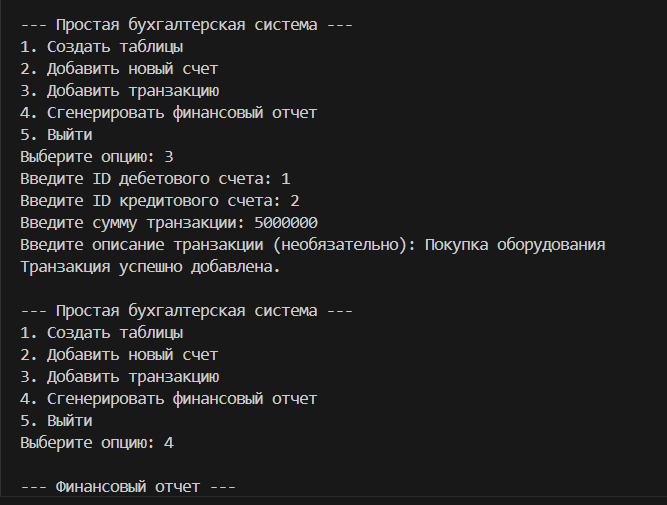 --- Простая бухгалтерская система ---
1. Создать таблицы
2. Добавить новый счет
3. Добавить транзакцию
4. Сгенерировать финансовый отчет
5. Выйти
Выберите опцию: 3
Введите ID дебетового счета: 1
Введите ID кредитового счета: 2
Введите сумму транзакции: 5000000
Введите описание транзакции (необязательно): Покупка оборудования
Транзакция успешно добавлена.
--- Простая бухгалтерская система ---
1. Создать таблицы
2. Добавить новый счет
3. Добавить транзакцию
4. Сгенерировать финансовый отчет
5. Выйти
Выберите опцию: 4
--- Финансовый отчет ---